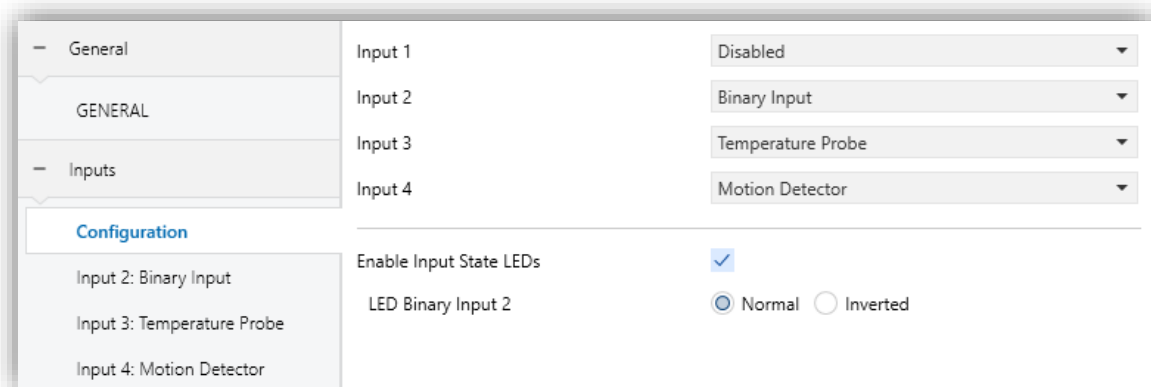 General
GENERAL
Inputs
Configuration
Input 2: Binary Input
Input 3: Temperature Probe
Input 4: Motion Detector
Input 1 Disabled
Input 2 Binary Input
Input 3 Temperature Probe
Input 4 Motion Detector
Enable Input State LEDs
LED Binary Input 2 Normal Inverted